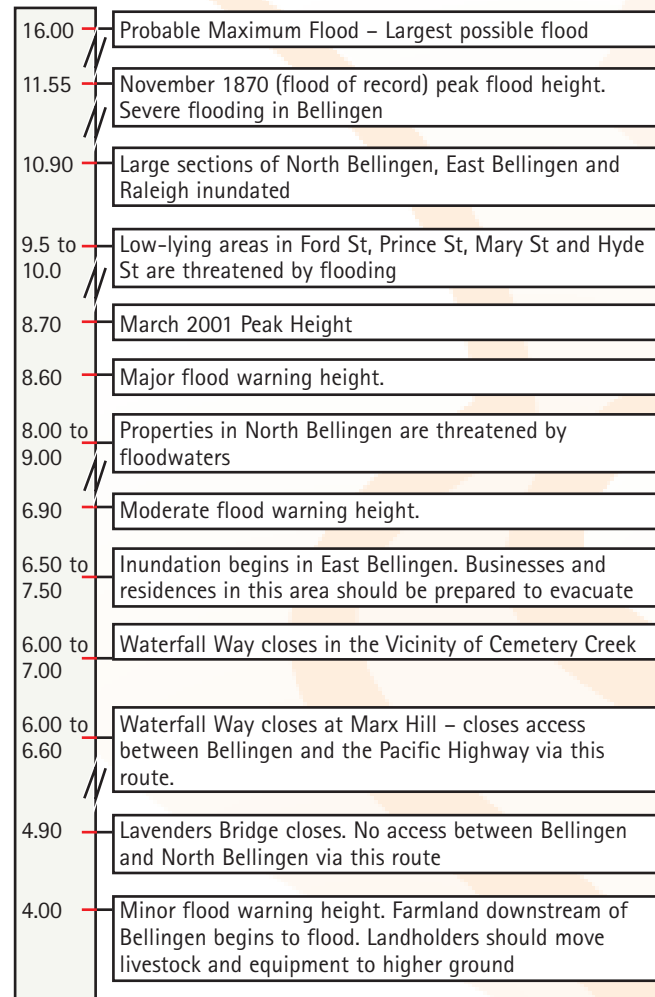 16.00
Probable Maximum Flood – Largest possible flood
11.55
November 1870 (flood of record) peak flood height.
Severe flooding in Bellingen
10.90
Large sections of North Bellingen, East Bellingen and
Raleigh inundated
9.5 to
10.0
Low-lying areas in Ford St, Prince St, Mary St and Hyde
St are threatened by flooding
8.70
March 2001 Peak Height
8.60
Major flood warning height.
8.00 to
9.00
Properties in North Bellingen are threatened by
floodwaters
6.90
Moderate flood warning height.
6.50 to
7.50
Inundation begins in East Bellingen. Businesses and
residences in this area should be prepared to evacuate
6.00 to
7.00
Waterfall Way closes in the Vicinity of Cemetery Creek
6.00 to
6.60
Waterfall Way closes at Marx Hill – closes access
between Bellingen and the Pacific Highway via this
route.
4.90
Lavenders Bridge closes. No access between Bellingen
and North Bellingen via this route
4.00
Minor flood warning height. Farmland downstream of
Bellingen begins to flood. Landholders should move
livestock and equipment to higher ground